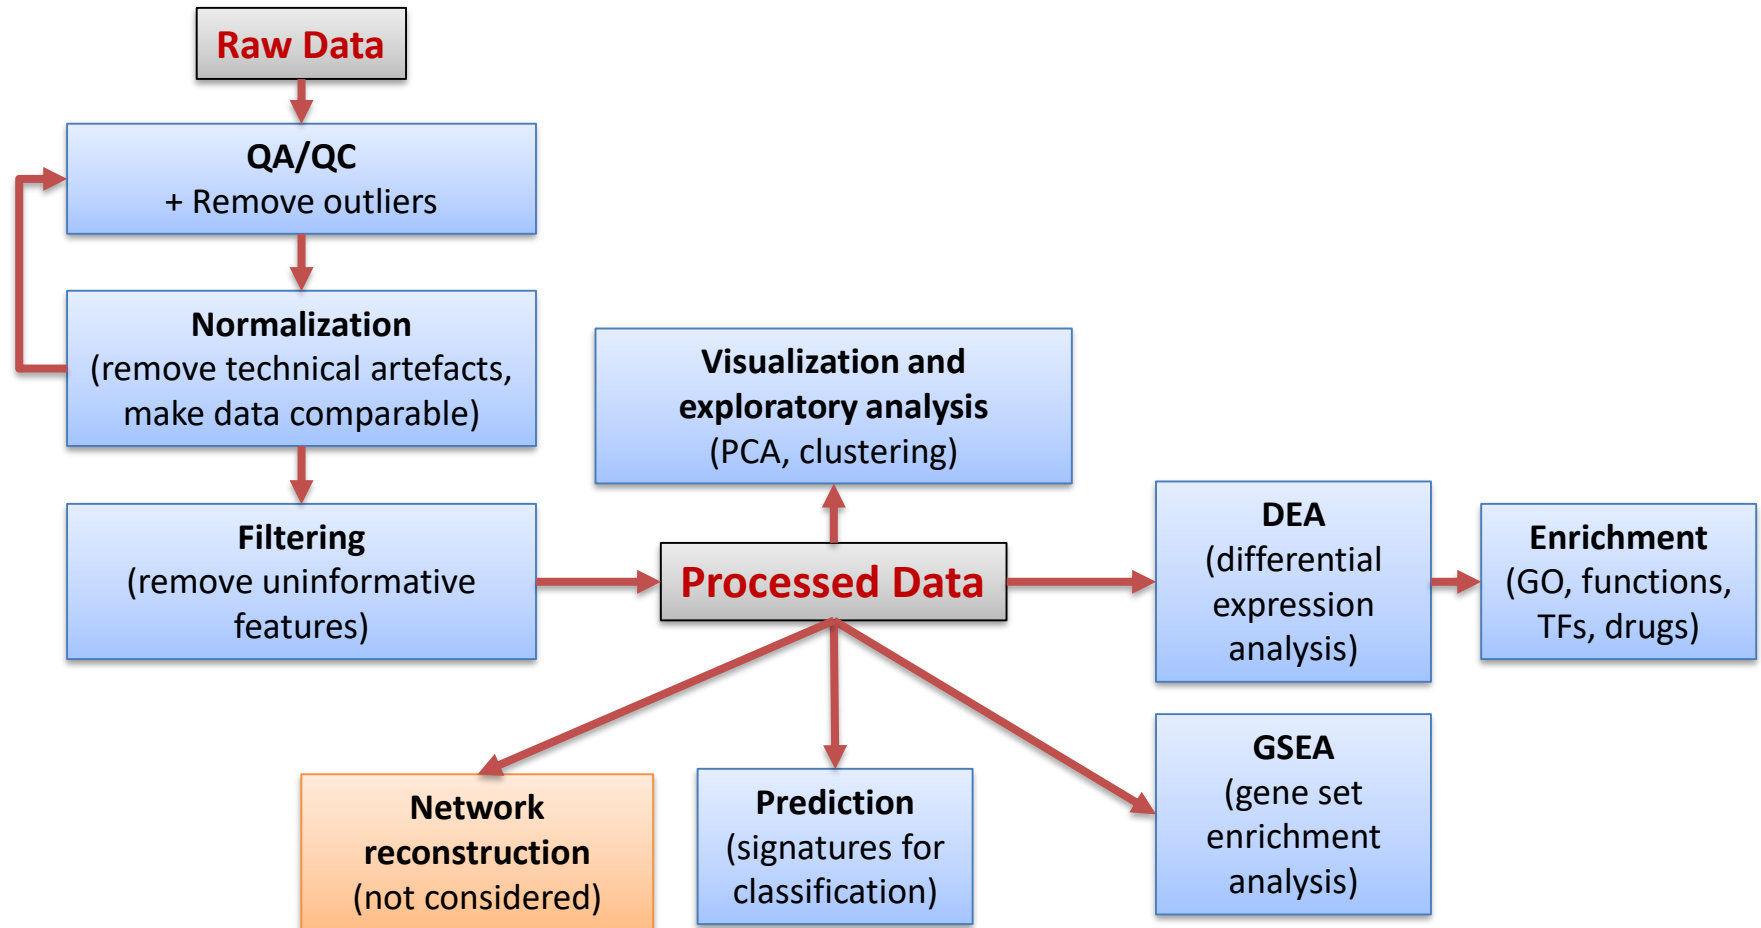 Raw Data
QA/QC
+ Remove outliers
Normalization
(remove technical artefacts,
make data comparable)
Filtering
(remove uninformative
features)
Visualization and
exploratory analysis
(PCA, clustering)
Processed Data
DEA
(differential
expression
analysis)
Enrichment
(GO, functions,
TFs, drugs)
Network
reconstruction
(not considered)
Prediction
(signatures for
classification)
GSEA
(gene set
enrichment
analysis)